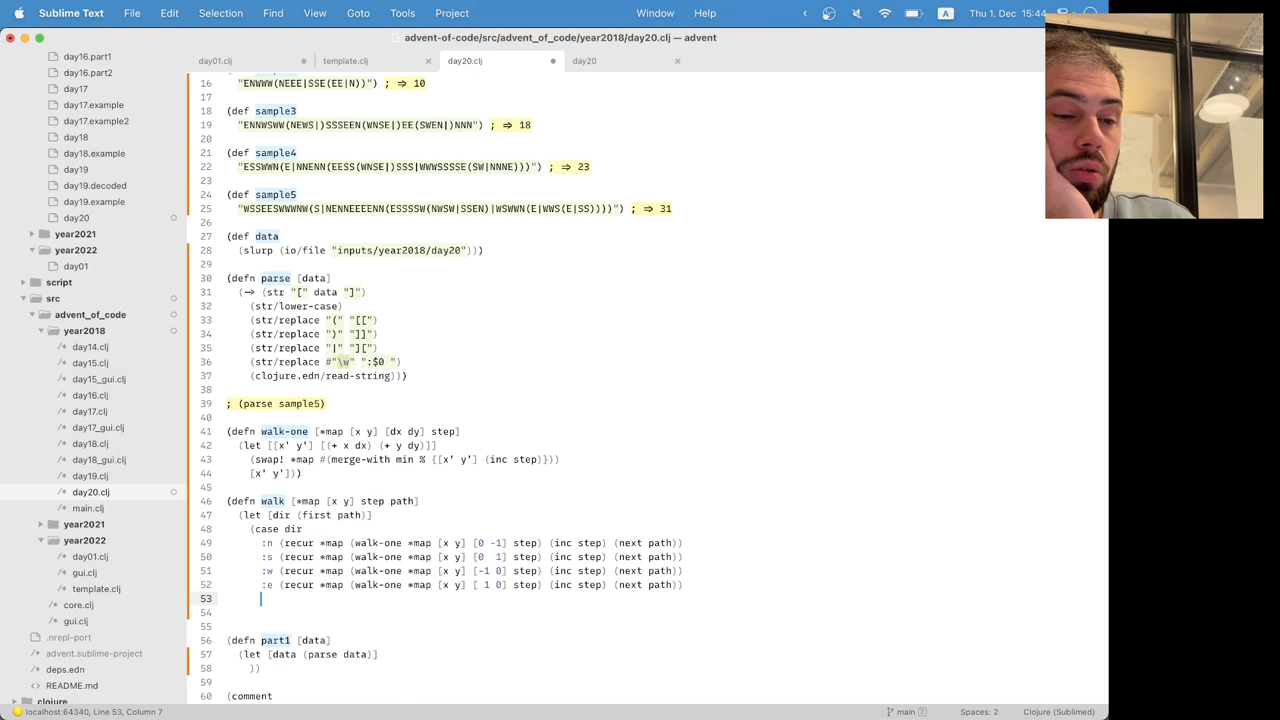 Sublime Text File Edit Selection Find View Goto Tools Project Window Help A Thu 1. Dec 15:44
advent-of-code/src/advent_of_code/year2018/day20.clj — advent
day01.clj template.clj day20.clj day20
day16.part1
day16.part2
day17
day17.example
day17.example2
day18
day18.example
day19
day19.decoded
day19.example
day20
year2021
year2022
day01
script
src
advent_of_code
year2018
day14.clj
day15.clj
day15_gui.clj
day16.clj
day17.clj
day17_gui.clj
day18.clj
day18_gui.clj
day19.clj
day20.clj
main.clj
year2021
year2022
day01.clj
gui.clj
template.clj
core.clj
gui.clj
.nrepl-port
advent.sublime-project
deps.edn
README.md
clojure
16 "ENWWW(NEEE|SSE(EE|N))") ; => 10
17
18 (def sample3
19 "ENNWSWW(NEWS|)SSSEEN(WNSE|)EE(SWEN|)NNN") ; => 18
20
21 (def sample4
22 "ESSWWN(E|NNENN(EESS(WNSE|)SSS|WWWSSSSE(SW|NNNE)))") ; => 23
23
24 (def sample5
25 "WSSEESWWWNW(S|NENNEEEENN(ESSSSW(NWSW|SSEN)|WSWWN(E|WWS(E|SS))))") ; => 31
26
27 (def data
28 (slurp (io/file "inputs/year2018/day20")))
29
30 (defn parse [data]
31 (-> (str "[" data "]")
32 (str/lower-case)
33 (str/replace "(" "[[")
34 (str/replace ")" "]]")
35 (str/replace "|" "][")
36 (str/replace #"\w" ":$0 ")
37 (clojure.edn/read-string)))
38
39 ; (parse sample5)
40
41 (defn walk-one [*map [x y] [dx dy] step]
42 (let [[x' y'] [(+ x dx) (+ y dy)]]
43 (swap! *map #(merge-with min % {[x' y'] (inc step)}))
44 [x' y']))
45
46 (defn walk [*map [x y] step path]
47 (let [dir (first path)]
48 (case dir
49 :n (recur *map (walk-one *map [x y] [0 -1] step) (inc step) (next path))
50 :s (recur *map (walk-one *map [x y] [0  1] step) (inc step) (next path))
51 :w (recur *map (walk-one *map [x y] [-1 0] step) (inc step) (next path))
52 :e (recur *map (walk-one *map [x y] [ 1 0] step) (inc step) (next path))
53
54
55
56 (defn part1 [data]
57 (let [data (parse data)]
58 ))
59
60 (comment
localhost:64340, Line 53, Column 7 main 2 Spaces: 2 Clojure (Sublimed)